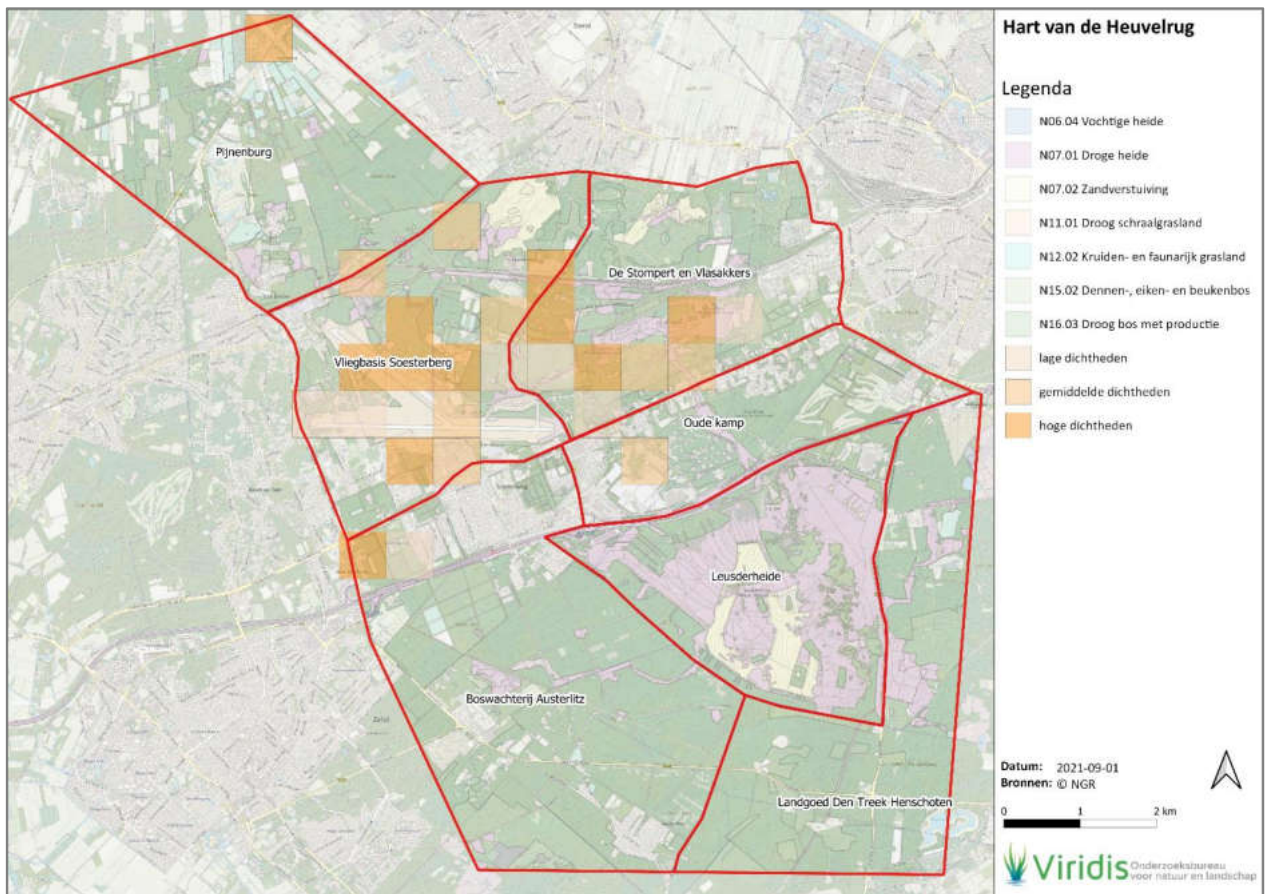 Hart van de Heuvelrug
Legenda
N06.04 Vochtige heide
N07.01 Droge heide
N07.02 Zandverstuiving
N11.01 Droog schraalgrasland
N12.02 Kruiden- en faunarijk grasland
N15.02 Dennen-, eiken- en beukenbos
N16.03 Droog bos met productie
lage dichtheden
gemiddelde dichtheden
hoge dichtheden
Pijnenburg
De Stompert en Vlasakkers
Vliegbasis Soesterberg
Oude kamp
Leusderheide
Boswachterij Austerlitz
Landgoed Den Treek Henschoten
Zeist
Datum: 2021-09-01
Bronnen: © NGR
0 1 2 km
Viridis
Onderzoeksbureau
voor natuur en landschap